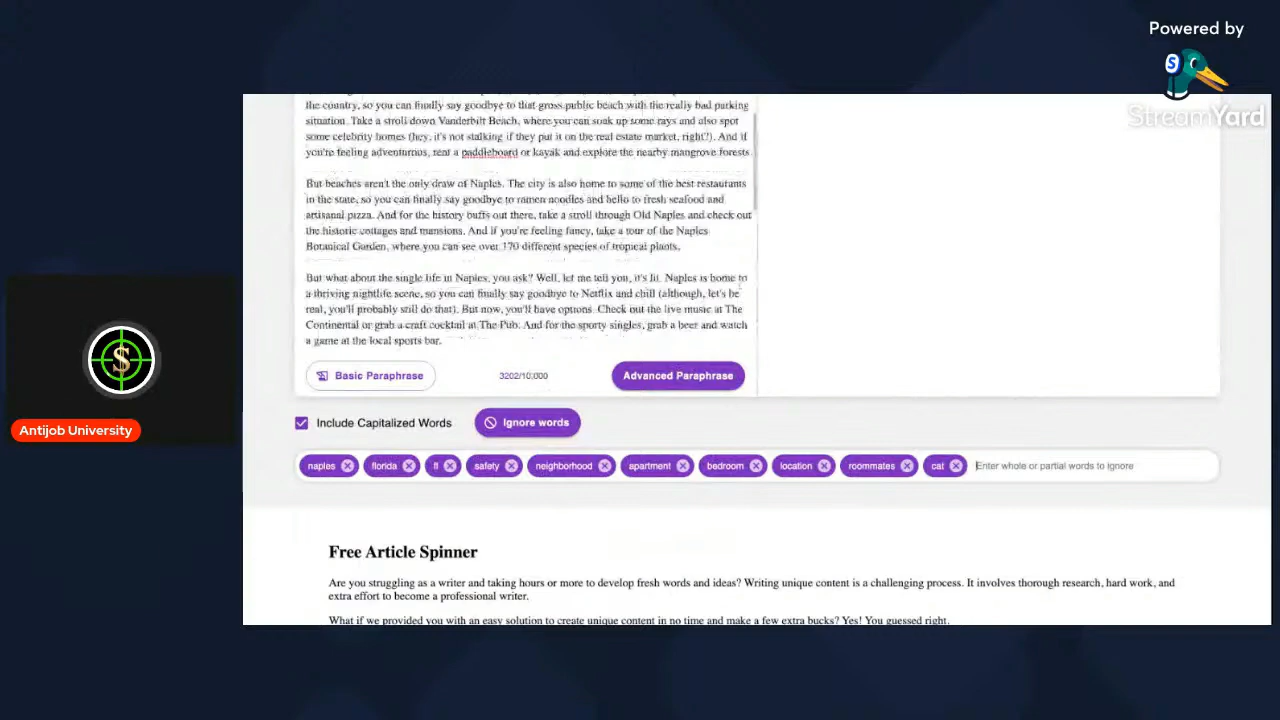 Powered by
StreamYard
the country, so you can finally say goodbye to that gross public beach with the really bad parking
situation. Take a stroll down Vanderbilt Beach, where you can soak up some rays and also spot
some celebrity homes (hey, it's not stalking if they put it on the real estate market, right?). And if
you're feeling adventurous, rent a paddleboard or kayak and explore the nearby mangrove forests.
But beaches aren't the only draw of Naples. The city is also home to some of the best restaurants
in the state, so you can finally say goodbye to ramen noodles and hello to fresh seafood and
artisanal pizza. And for the history buffs out there, take a stroll through Old Naples and check out
the historic cottages and mansions. And if you're feeling fancy, take a tour of the Naples
Botanical Garden, where you can see over 170 different species of tropical plants.
But what about the single life in Naples, you ask? Well, let me tell you, it's lit. Naples is home to
a thriving nightlife scene, so you can finally say goodbye to Netflix and chill (although, let's be
real, you'll probably still do that). But now, you'll have options. Check out the live music at The
Continental or grab a craft cocktail at The Pub. And for the sporty singles, grab a beer and watch
a game at the local sports bar.
Basic Paraphrase
3202/10,000
Advanced Paraphrase
Include Capitalized Words
Ignore words
naples florida fl safety neighborhood apartment bedroom location roommates cat Enter whole or partial words to ignore
Antijob University
Free Article Spinner
Are you struggling as a writer and taking hours or more to develop fresh words and ideas? Writing unique content is a challenging process. It involves thorough research, hard work, and
extra effort to become a professional writer.
What if we provided you with an easy solution to create unique content in no time and make a few extra bucks? Yes! You guessed right.